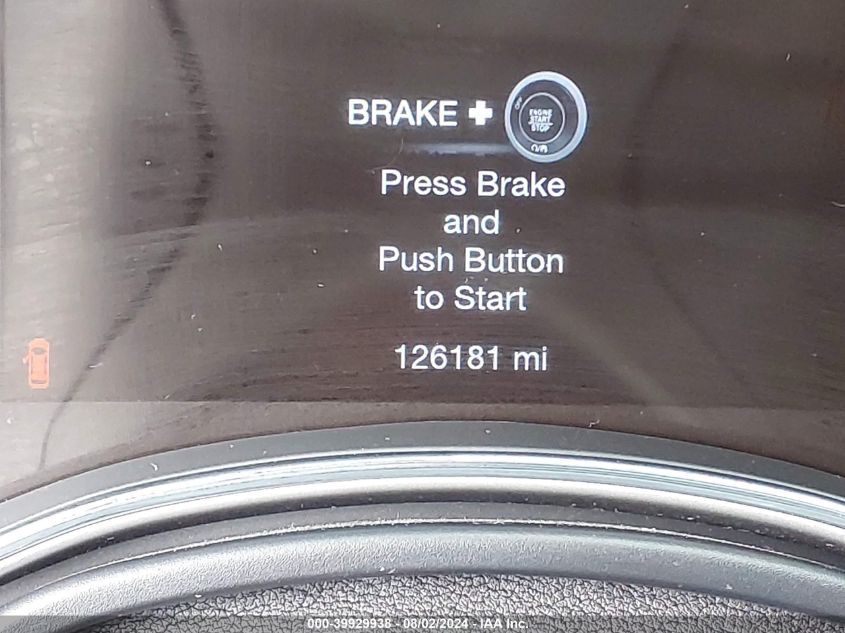 BRAKE +
OFF
ENGINE
START
STOP
Press Brake
and
Push Button
to Start
126181 mi
000-39929938 - 08/02/2024 - IAA Inc.